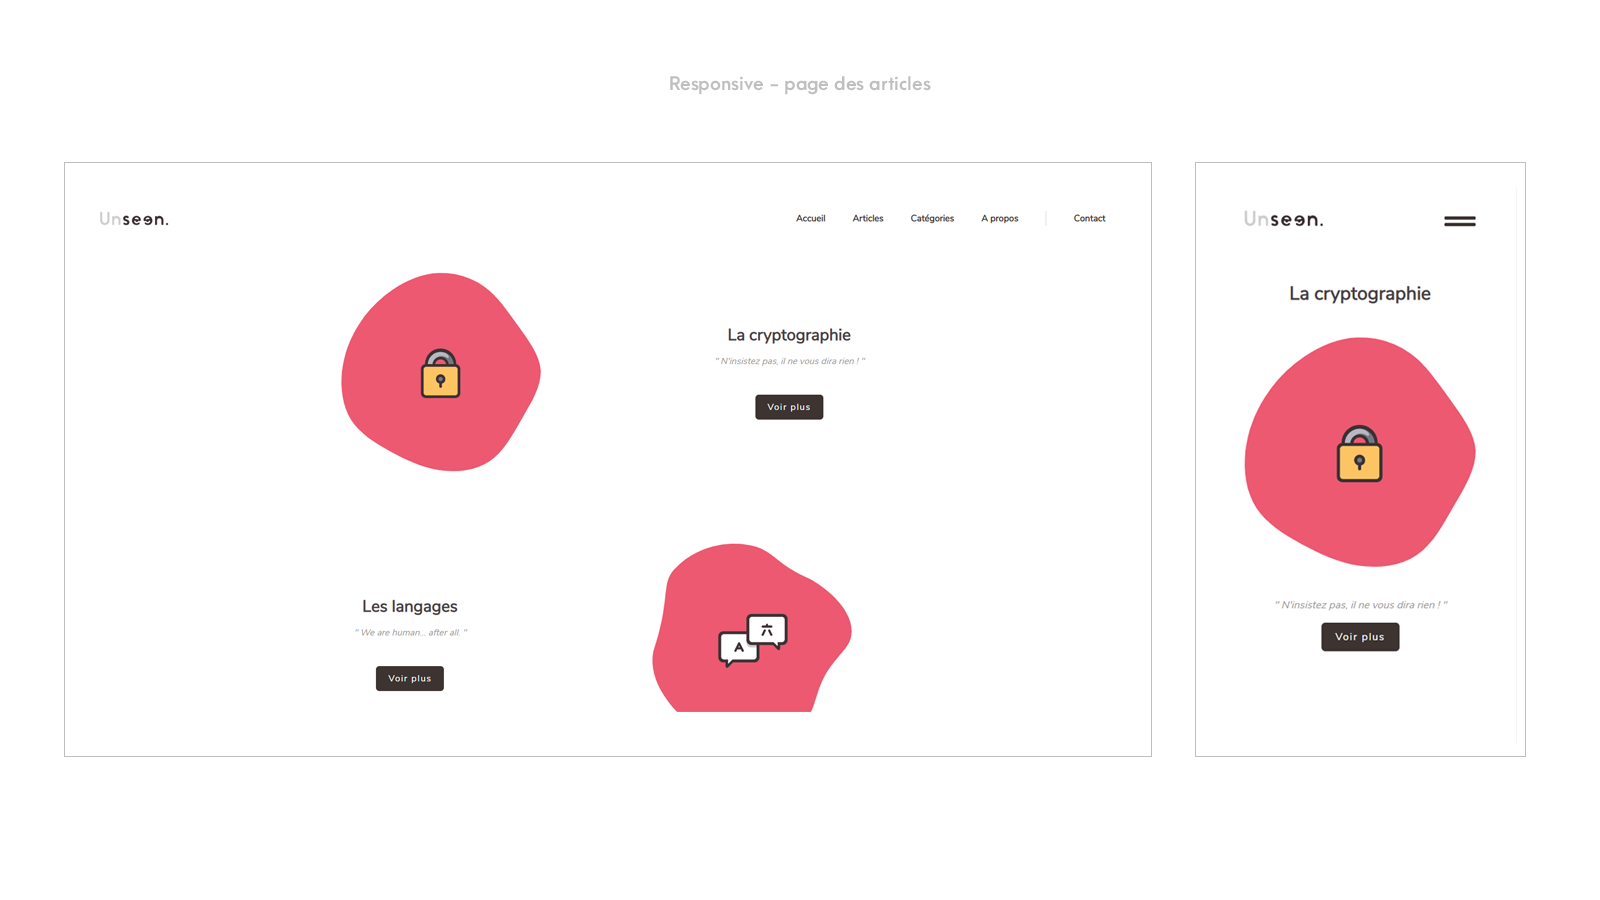 Responsive - page des articles
Unseen.
Accueil Articles Catégories A propos Contact
La cryptographie
" N'insistez pas, il ne vous dira rien ! "
Voir plus
Les langages
" We are human... after all. "
Voir plus
A
六
Unseen.
La cryptographie
" N'insistez pas, il ne vous dira rien ! "
Voir plus